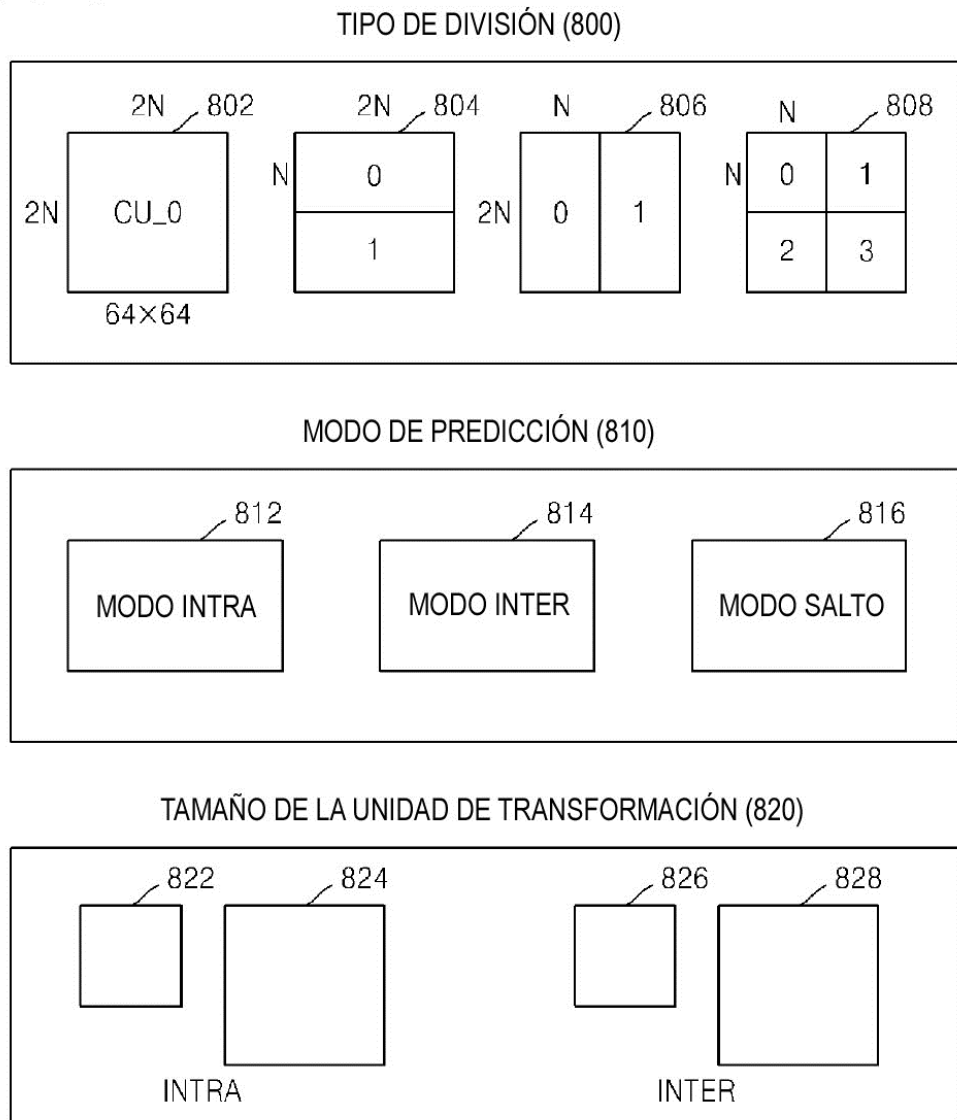 TIPO DE DIVISIÓN (800)
2N 802 2N 804 N 806 N 808
2N CU_0 N 0 1 2N 0 1 N 0 1 2 3
64×64
MODO DE PREDICCIÓN (810)
812 814 816
MODO INTRA MODO INTER MODO SALTO
TAMAÑO DE LA UNIDAD DE TRANSFORMACIÓN (820)
822 824 826 828
INTRA INTER